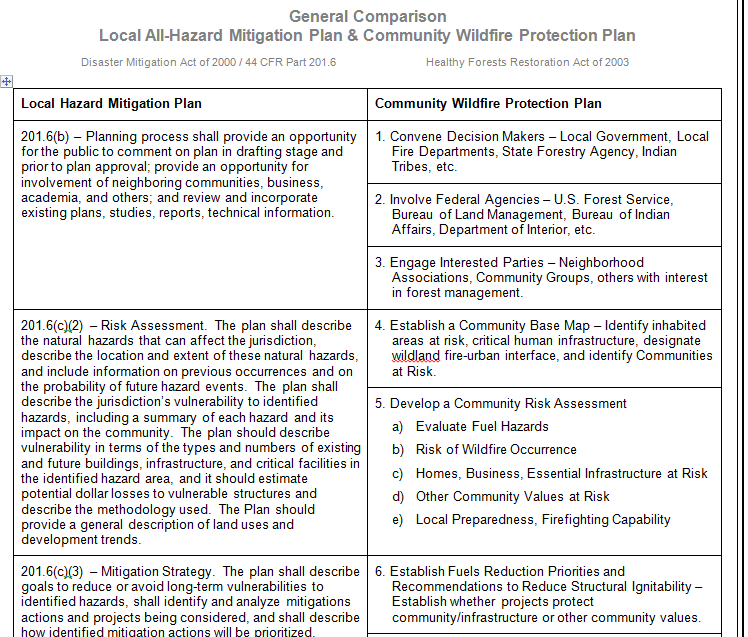 General Comparison
Local All-Hazard Mitigation Plan & Community Wildfire Protection Plan
Disaster Mitigation Act of 2000 / 44 CFR Part 201.6
Healthy Forests Restoration Act of 2003
Local Hazard Mitigation Plan
Community Wildfire Protection Plan
201.6(b) – Planning process shall provide an opportunity
for the public to comment on plan in drafting stage and
prior to plan approval; provide an opportunity for
involvement of neighboring communities, business,
academia, and others; and review and incorporate
existing plans, studies, reports, technical information.
1. Convene Decision Makers – Local Government, Local
Fire Departments, State Forestry Agency, Indian
Tribes, etc.
2. Involve Federal Agencies – U.S. Forest Service,
Bureau of Land Management, Bureau of Indian
Affairs, Department of Interior, etc.
3. Engage Interested Parties – Neighborhood
Associations, Community Groups, others with interest
in forest management.
201.6(c)(2) – Risk Assessment. The plan shall describe
the natural hazards that can affect the jurisdiction,
describe the location and extent of these natural hazards,
and include information on previous occurrences and on
the probability of future hazard events. The plan shall
describe the jurisdiction's vulnerability to identified
hazards, including a summary of each hazard and its
impact on the community. The plan should describe
vulnerability in terms of the types and numbers of existing
and future buildings, infrastructure, and critical facilities in
the identified hazard area, and it should estimate
potential dollar losses to vulnerable structures and
describe the methodology used. The Plan should
provide a general description of land uses and
development trends.
4. Establish a Community Base Map – Identify inhabited
areas at risk, critical human infrastructure, designate
wildland fire-urban interface, and identify Communities
at Risk.
5. Develop a Community Risk Assessment
a) Evaluate Fuel Hazards
b) Risk of Wildfire Occurrence
c) Homes, Business, Essential Infrastructure at Risk
d) Other Community Values at Risk
e) Local Preparedness, Firefighting Capability
201.6(c)(3) – Mitigation Strategy. The plan shall describe
goals to reduce or avoid long-term vulnerabilities to
identified hazards, shall identify and analyze mitigations
actions and projects being considered, and shall describe
how identified mitigation actions will be prioritized.
6. Establish Fuels Reduction Priorities and
Recommendations to Reduce Structural Ignitability –
Establish whether projects protect
community/infrastructure or other community values.